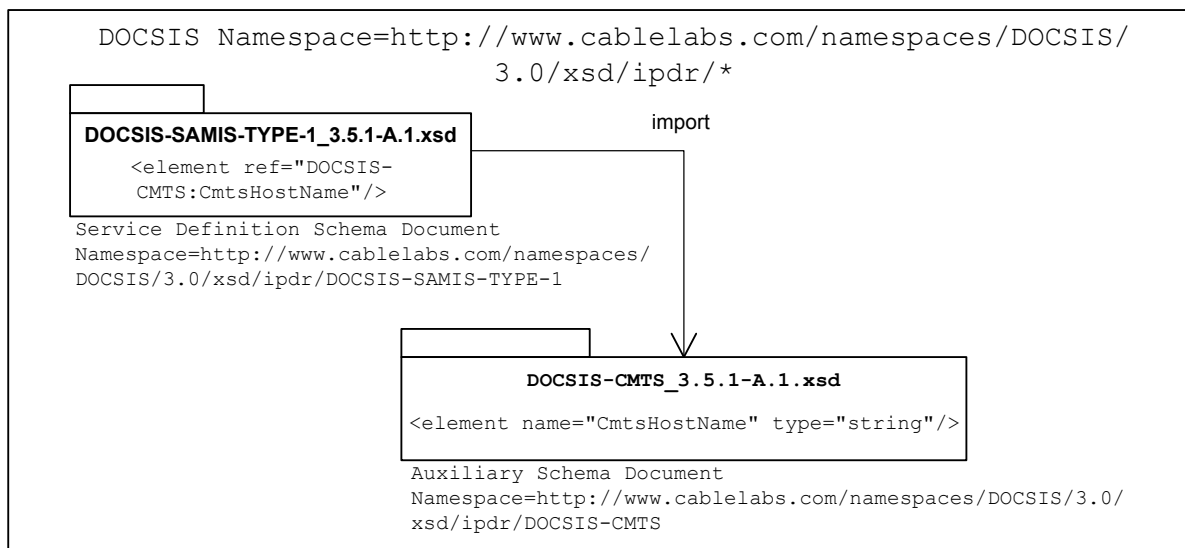 DOCSIS Namespace=http://www.cablelabs.com/namespaces/DOCSIS/
3.0/xsd/ipdr/*
import
DOCSIS-SAMIS-TYPE-1_3.5.1-A.1.xsd
<element ref="DOCSIS-
CMTS:CmtsHostName"/>
Service Definition Schema Document
Namespace=http://www.cablelabs.com/namespaces/
DOCSIS/3.0/xsd/ipdr/DOCSIS-SAMIS-TYPE-1
DOCSIS-CMTS_3.5.1-A.1.xsd
<element name="CmtsHostName" type="string"/>
Auxiliary Schema Document
Namespace=http://www.cablelabs.com/namespaces/DOCSIS/3.0/
xsd/ipdr/DOCSIS-CMTS